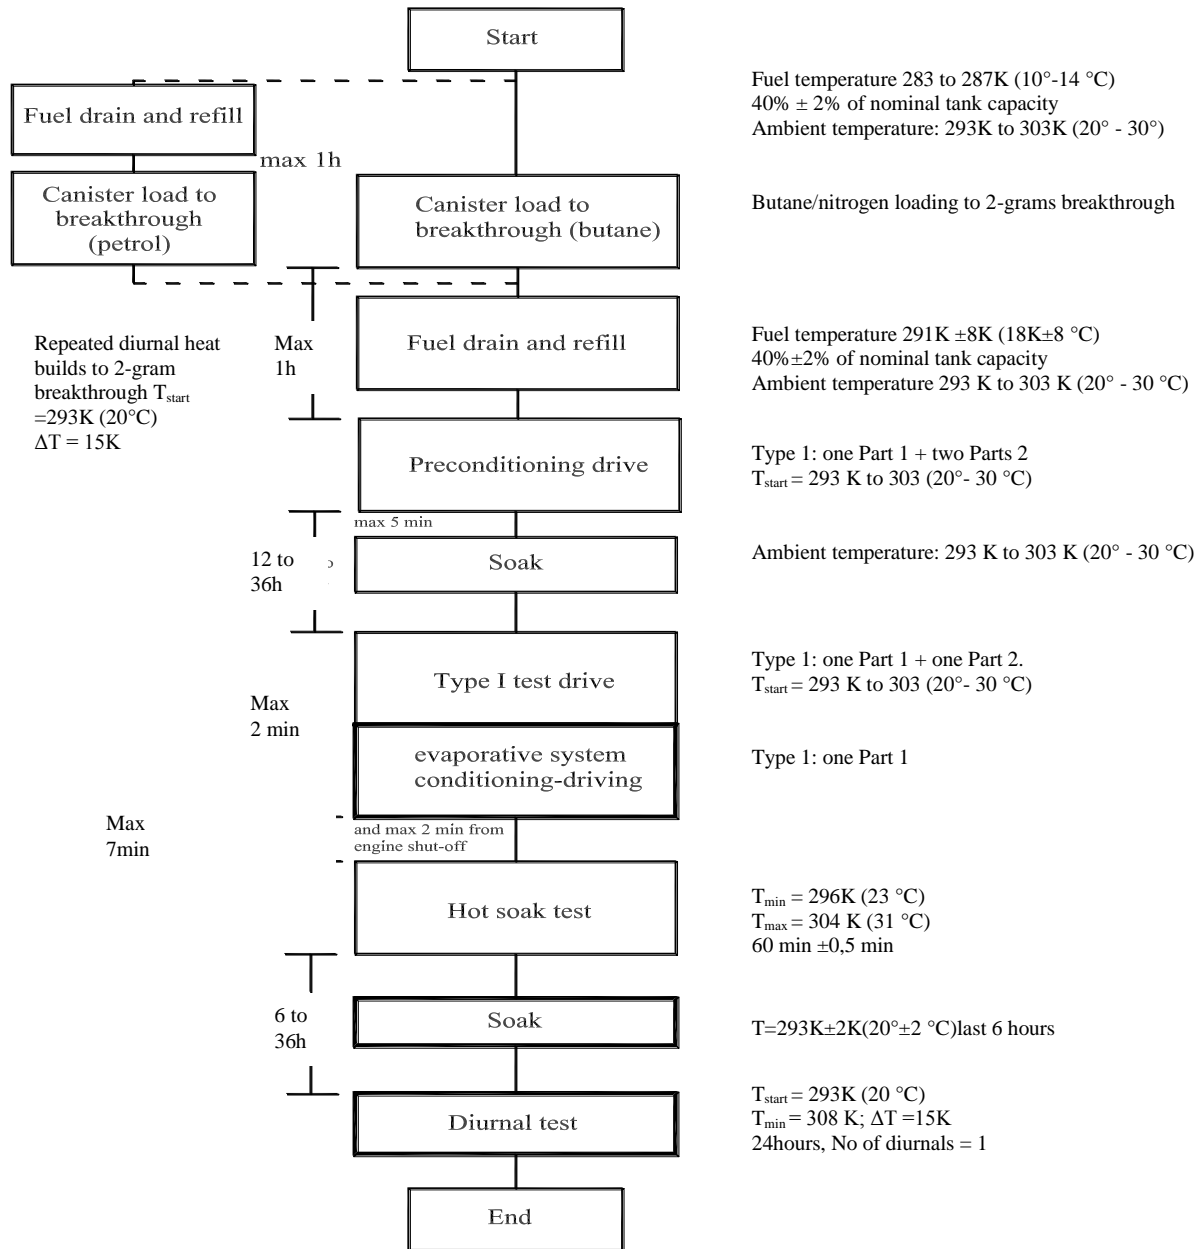 Start
Fuel temperature 283 to 287K (10°-14 °C)
40% ± 2% of nominal tank capacity
Ambient temperature: 293K to 303K (20° - 30°)
Fuel drain and refill
max 1h
Canister load to
breakthrough
(petrol)
Canister load to
breakthrough (butane)
Butane/nitrogen loading to 2-grams breakthrough
Repeated diurnal heat
builds to 2-gram
breakthrough Tstart
=293K (20°C)
ΔT = 15K
Max
1h
Fuel drain and refill
Fuel temperature 291K ±8K (18K±8 °C)
40%±2% of nominal tank capacity
Ambient temperature 293 K to 303 K (20° - 30 °C)
Preconditioning drive
Type 1: one Part 1 + two Parts 2
Tstart = 293 K to 303 (20°- 30 °C)
max 5 min
12 to
36h
Soak
Ambient temperature: 293 K to 303 K (20° - 30 °C)
Type I test drive
Type 1: one Part 1 + one Part 2.
Tstart = 293 K to 303 (20°- 30 °C)
Max
2 min
evaporative system
conditioning-driving
Type 1: one Part 1
Max
7min
and max 2 min from
engine shut-off
Hot soak test
Tmin = 296K (23 °C)
Tmax = 304 K (31 °C)
60 min ±0,5 min
6 to
36h
Soak
T=293K±2K(20°±2 °C)last 6 hours
Diurnal test
Tstart = 293K (20 °C)
Tmin = 308 K; ΔT =15K
24hours, No of diurnals = 1
End